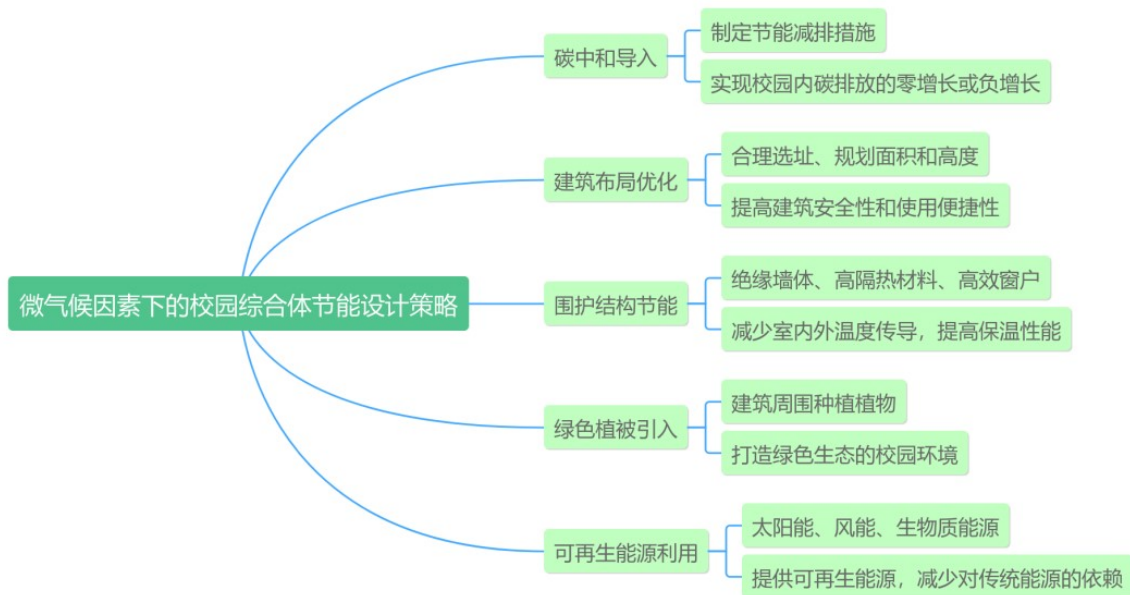 微气候因素下的校园综合体节能设计策略
碳中和导入
制定节能减排措施
实现校园内碳排放的零增长或负增长
建筑布局优化
合理选址、规划面积和高度
提高建筑安全性和使用便捷性
围护结构节能
绝缘墙体、高隔热材料、高效窗户
减少室内外温度传导，提高保温性能
绿色植被引入
建筑周围种植植物
打造绿色生态的校园环境
可再生能源利用
太阳能、风能、生物质能源
提供可再生能源，减少对传统能源的依赖